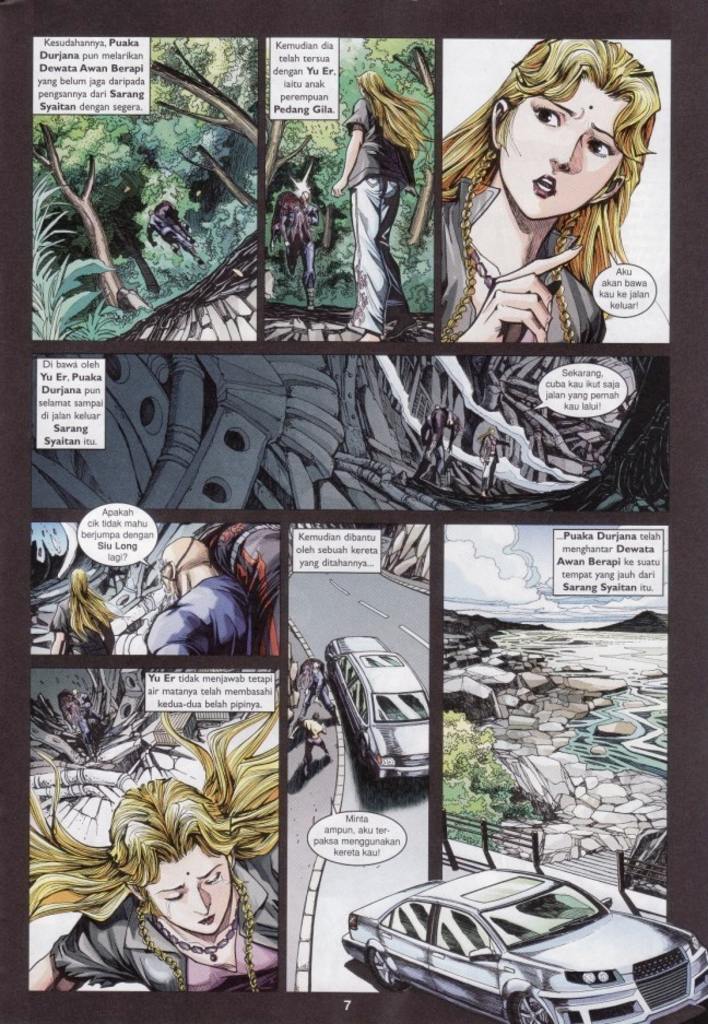 Kesudahannya, Puaka
Durjana pun melarikan
Dewata Awan Berapi
yang belum jaga daripada
pengsannya dari Sarang
Syaitan dengan segera.
Kemudian dia
telah tersua
dengan Yu Er,
iaitu anak
perempuan
Pedang Gila.
Aku
akan bawa
kau ke jalan
keluar!
Di bawa oleh
Yu Er, Puaka
Durjana pun
selamat sampai
di jalan keluar
Sarang
Syaitan itu.
Sekarang,
cuba kau ikut saja
jalan yang pernah
kau lalui!
Apakah
cik tidak mahu
berjumpa dengan
Siu Long
lagi?
Yu Er tidak menjawab tetapi
air matanya telah membasahi
kedua-dua belah pipinya.
Kemudian dibantu
oleh sebuah kereta
yang ditahannya...
Minta
ampun, aku ter-
paksa menggunakan
kereta kau!
...Puaka Durjana telah
menghantar Dewata
Awan Berapi ke suatu
tempat yang jauh dari
Sarang Syaitan itu.
7